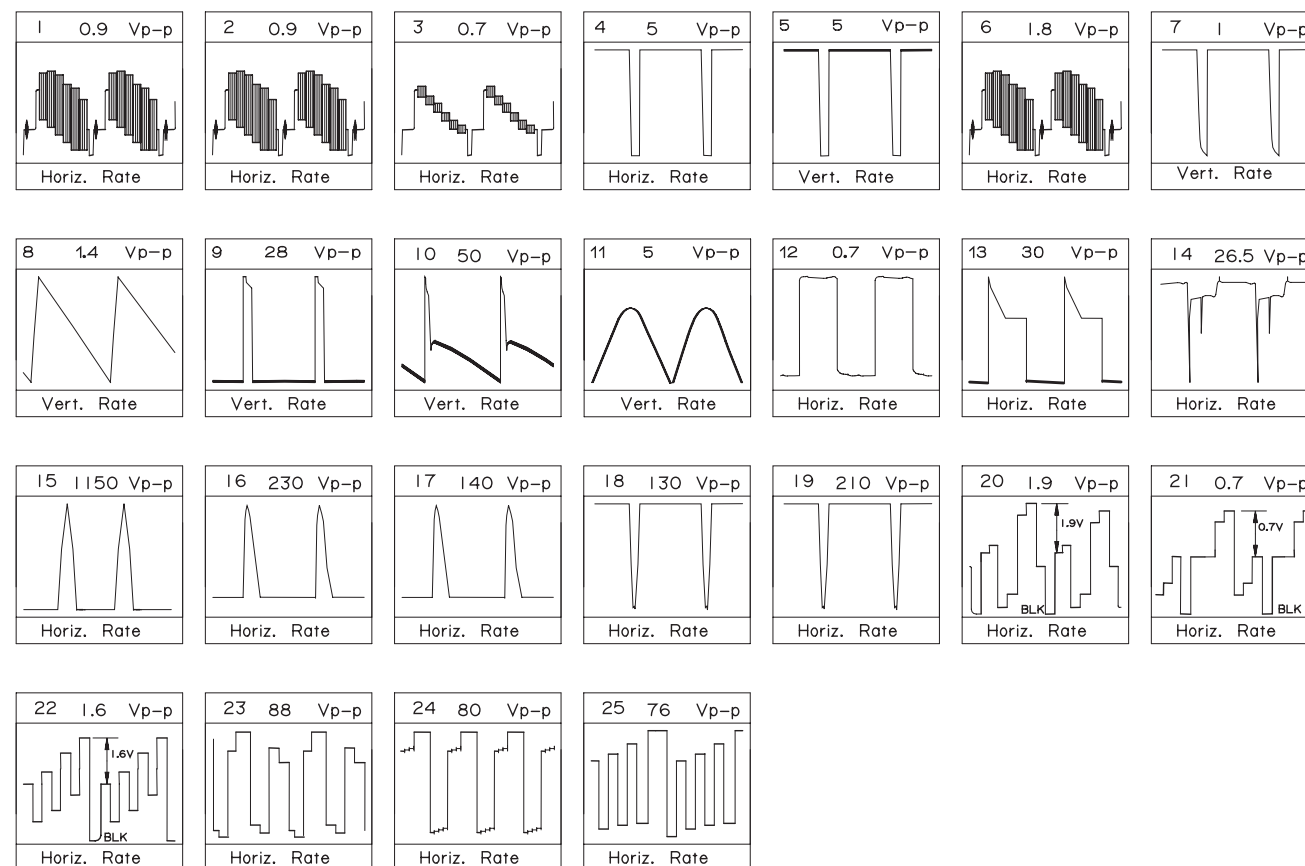 1 0.9 Vp-p
2 0.9 Vp-p
3 0.7 Vp-p
4 5 Vp-p
5 5 Vp-p
6 1.8 Vp-p
7 1 Vp-p
Horiz. Rate
Horiz. Rate
Horiz. Rate
Horiz. Rate
Vert. Rate
Horiz. Rate
Vert. Rate
8 1.4 Vp-p
9 28 Vp-p
10 50 Vp-p
11 5 Vp-p
12 0.7 Vp-p
13 30 Vp-p
14 26.5 Vp-p
Vert. Rate
Vert. Rate
Vert. Rate
Vert. Rate
Horiz. Rate
Horiz. Rate
Horiz. Rate
15 1150 Vp-p
16 230 Vp-p
17 140 Vp-p
18 130 Vp-p
19 210 Vp-p
20 1.9 Vp-p
21 0.7 Vp-p
1.9V
0.7V
BLK
BLK
Horiz. Rate
Horiz. Rate
Horiz. Rate
Horiz. Rate
Horiz. Rate
Horiz. Rate
Horiz. Rate
22 1.6 Vp-p
23 88 Vp-p
24 80 Vp-p
25 76 Vp-p
1.6V
BLK
Horiz. Rate
Horiz. Rate
Horiz. Rate
Horiz. Rate